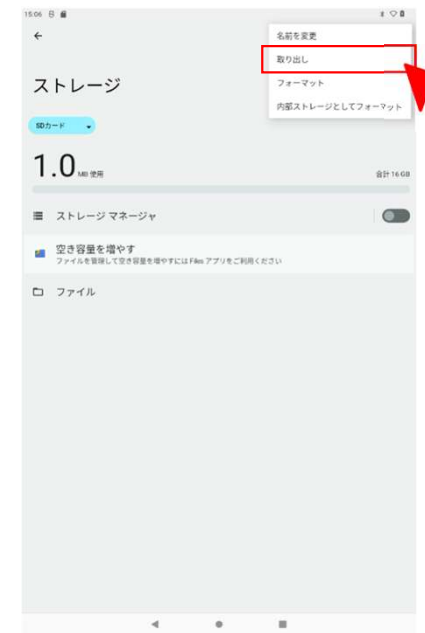 15:06
名前を変更
取り出し
フォーマット
内部ストレージとしてフォーマット
ストレージ
SDカード
1.0 MB 使用
合計 16 GB
ストレージ マネージャ
空き容量を増やす
ファイルを管理して空き容量を増やすには Files アプリをご利用ください
ファイル